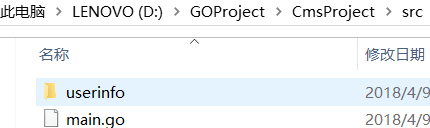 此电脑 > LENOVO (D:) > GOProject > CmsProject > src
名称 修改日期
userinfo 2018/4/9
main.go 2018/4/9